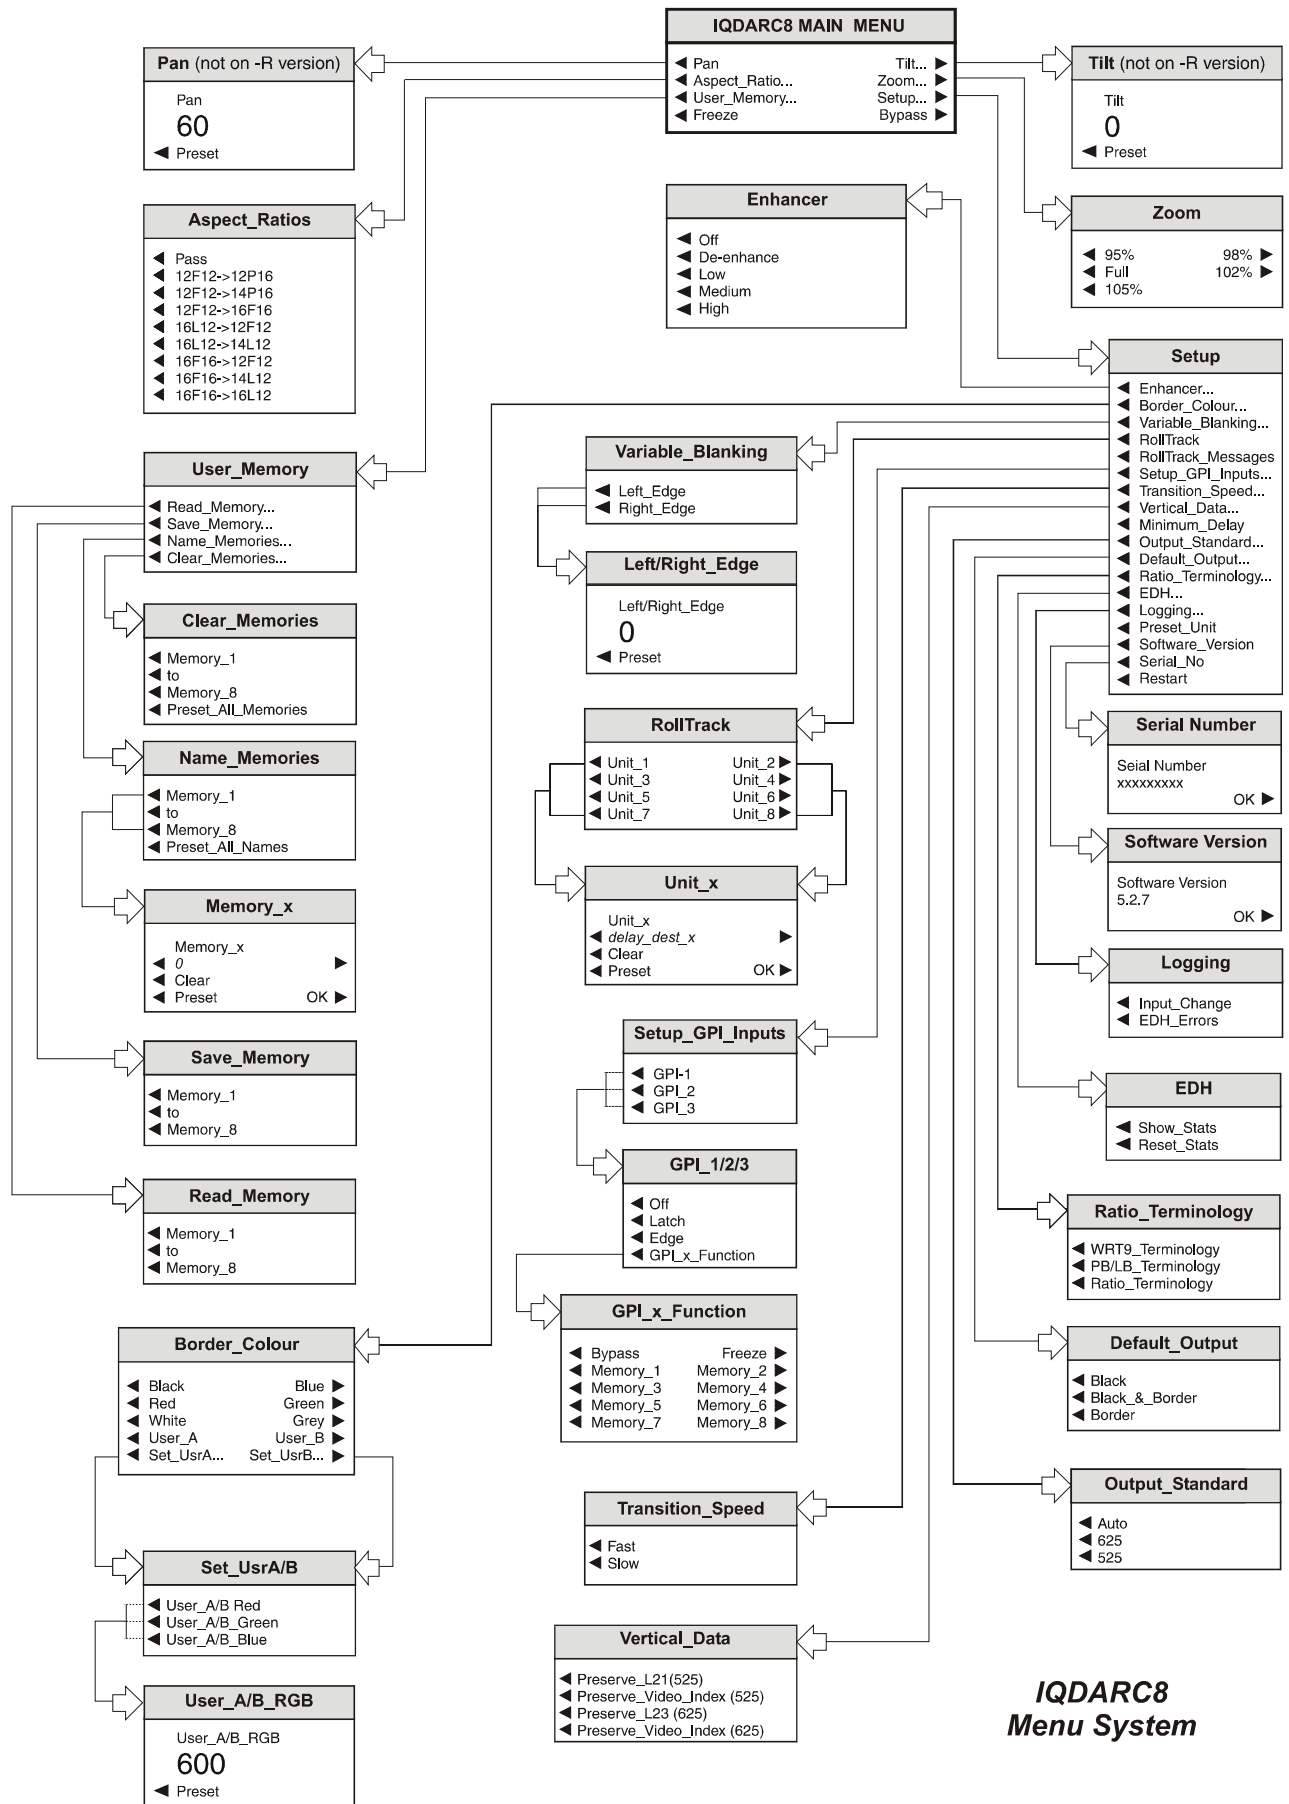 IQDARC8 MAIN MENU
Pan Tilt...
Aspect_Ratio... Zoom...
User_Memory... Setup...
Freeze Bypass
Pan (not on -R version)
Pan
60
Preset
Tilt (not on -R version)
Tilt
0
Preset
Aspect_Ratios
Pass
12F12->12P16
12F12->14P16
12F12->16F16
16L12->12F12
16L12->14L12
16F16->12F12
16F16->14L12
16F16->16L12
Enhancer
Off
De-enhance
Low
Medium
High
Zoom
95% 98%
Full 102%
105%
Setup
Enhancer...
Border_Colour...
Variable_Blanking...
RollTrack
RollTrack_Messages
Setup_GPI_Inputs...
Transition_Speed...
Vertical_Data...
Minimum_Delay
Output_Standard...
Default_Output...
Ratio_Terminology...
EDH...
Logging...
Preset_Unit
Software_Version
Serial_No
Restart
User_Memory
Read_Memory...
Save_Memory...
Name_Memories...
Clear_Memories...
Variable_Blanking
Left_Edge
Right_Edge
Left/Right_Edge
Left/Right_Edge
0
Preset
Clear_Memories
Memory_1
to
Memory_8
Preset_All_Memories
RollTrack
Unit_1 Unit_2
Unit_3 Unit_4
Unit_5 Unit_6
Unit_7 Unit_8
Serial Number
Seial Number
xxxxxxxxx
OK
Name_Memories
Memory_1
to
Memory_8
Preset_All_Names
Software Version
Software Version
5.2.7
OK
Memory_x
Memory_x
0
Clear
Preset OK
Unit_x
Unit_x
delay_dest_x
Clear
Preset OK
Logging
Input_Change
EDH_Errors
Save_Memory
Memory_1
to
Memory_8
Setup_GPI_Inputs
GPI-1
GPI_2
GPI_3
EDH
Show_Stats
Reset_Stats
Read_Memory
Memory_1
to
Memory_8
GPI_1/2/3
Off
Latch
Edge
GPI_x_Function
Ratio_Terminology
WRT9_Terminology
PB/LB_Terminology
Ratio_Terminology
GPI_x_Function
Bypass Freeze
Memory_1 Memory_2
Memory_3 Memory_4
Memory_5 Memory_6
Memory_7 Memory_8
Border_Colour
Black Blue
Red Green
White Grey
User_A User_B
Set_UsrA... Set_UsrB...
Default_Output
Black
Black_&_Border
Border
Output_Standard
Auto
625
525
Transition_Speed
Fast
Slow
Set_UsrA/B
User_A/B Red
User_A/B_Green
User_A/B_Blue
Vertical_Data
Preserve_L21(525)
Preserve_Video_Index (525)
Preserve_L23 (625)
Preserve_Video_Index (625)
User_A/B_RGB
User_A/B_RGB
600
Preset
IQDARC8
Menu System